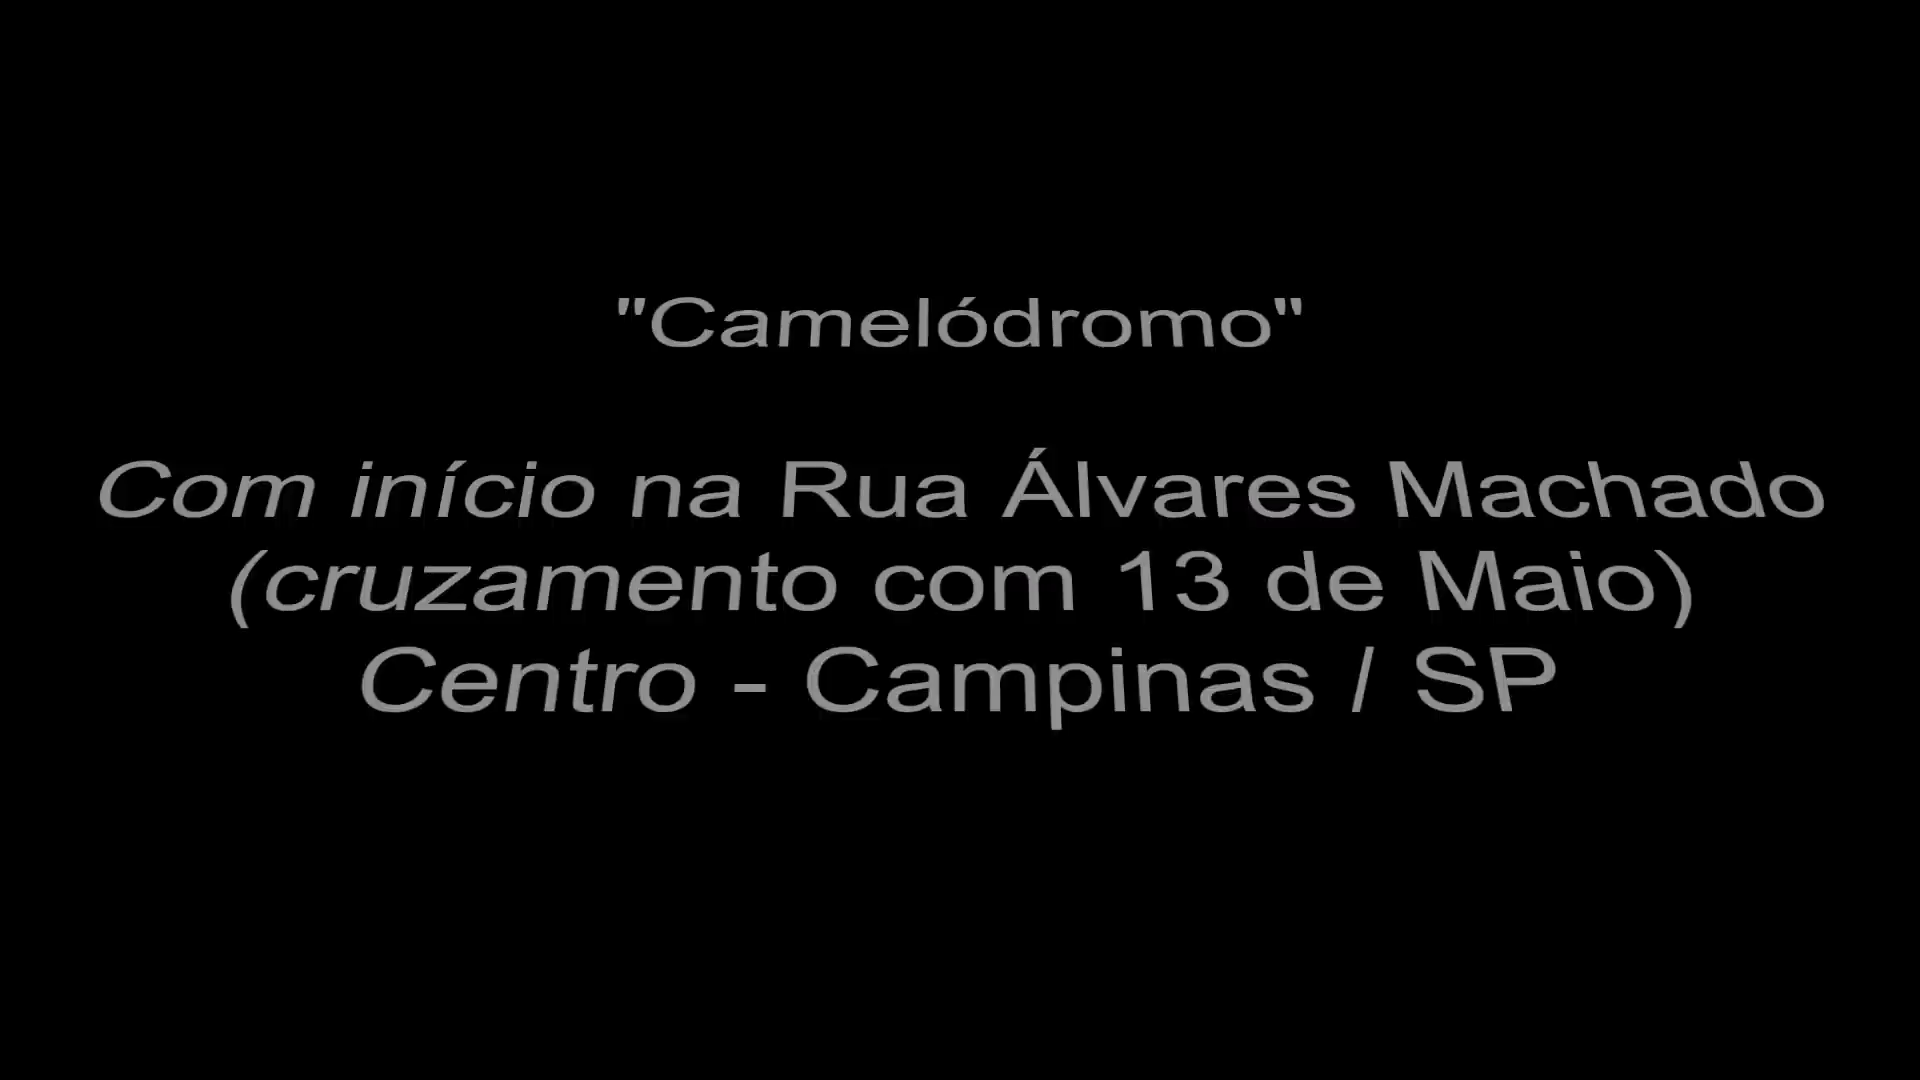 "Camelódromo"
Com início na Rua Álvares Machado
(cruzamento com 13 de Maio)
Centro - Campinas / SP